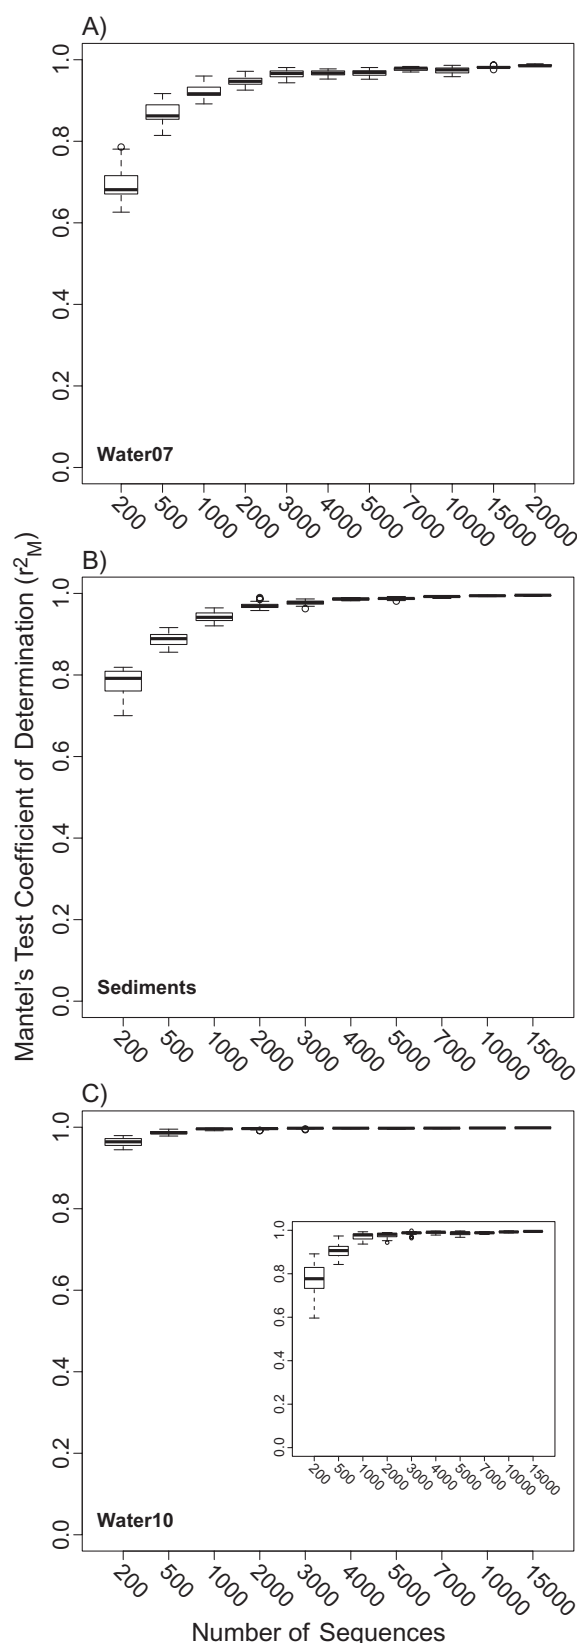 A)
1.0
0.8
0.6
0.4
0.2
0.0
Water07
200 500 1000 2000 3000 4000 5000 7000 10000 15000 20000
Mantel's Test Coefficient of Determination (r²M)
B)
1.0
0.8
0.6
0.4
0.2
0.0
Sediments
200 500 1000 2000 3000 4000 5000 7000 10000 15000
C)
1.0
0.8
0.6
0.4
0.2
0.0
1.0
0.8
0.6
0.4
0.2
0.0
200 500 1000 2000 3000 4000 5000 7000 10000 15000
Water10
200 500 1000 2000 3000 4000 5000 7000 10000 15000
Number of Sequences